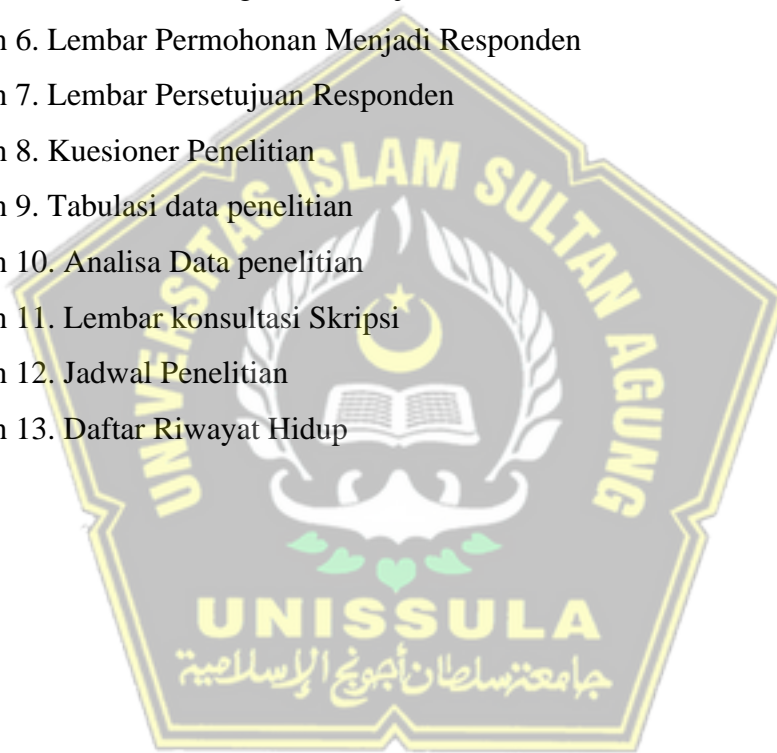 n 6. Lembar Permohonan Menjadi Responden
n 7. Lembar Persetujuan Responden
n 8. Kuesioner Penelitian
n 9. Tabulasi data penelitian
n 10. Analisa Data penelitian
n 11. Lembar konsultasi Skripsi
n 12. Jadwal Penelitian
n 13. Daftar Riwayat Hidup
UNIVERSITAS ISLAM SULTAN AGUNG
UNISSULA
جامعتنسلطان أجونج الإسلامية